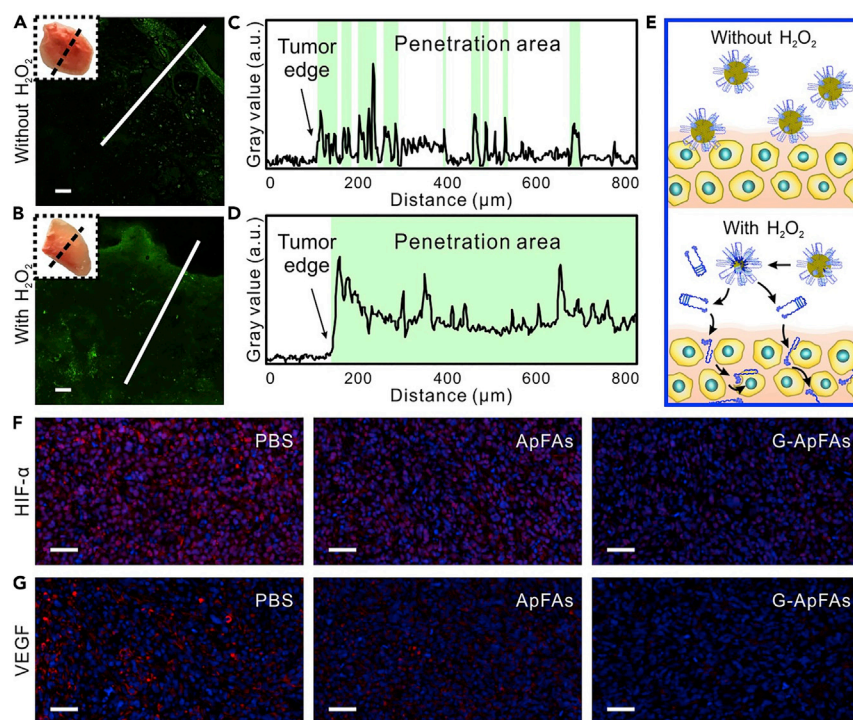 A
Without H₂O₂
B
With H₂O₂
C
Gray value (a.u.)
Tumor
edge
Penetration area
0 200 400 600 800
Distance (µm)
D
Gray value (a.u.)
Tumor
edge
Penetration area
0 200 400 600 800
Distance (µm)
E
Without H₂O₂
With H₂O₂
F
HIF-α
PBS
ApFAs
G-ApFAs
G
VEGF
PBS
ApFAs
G-ApFAs